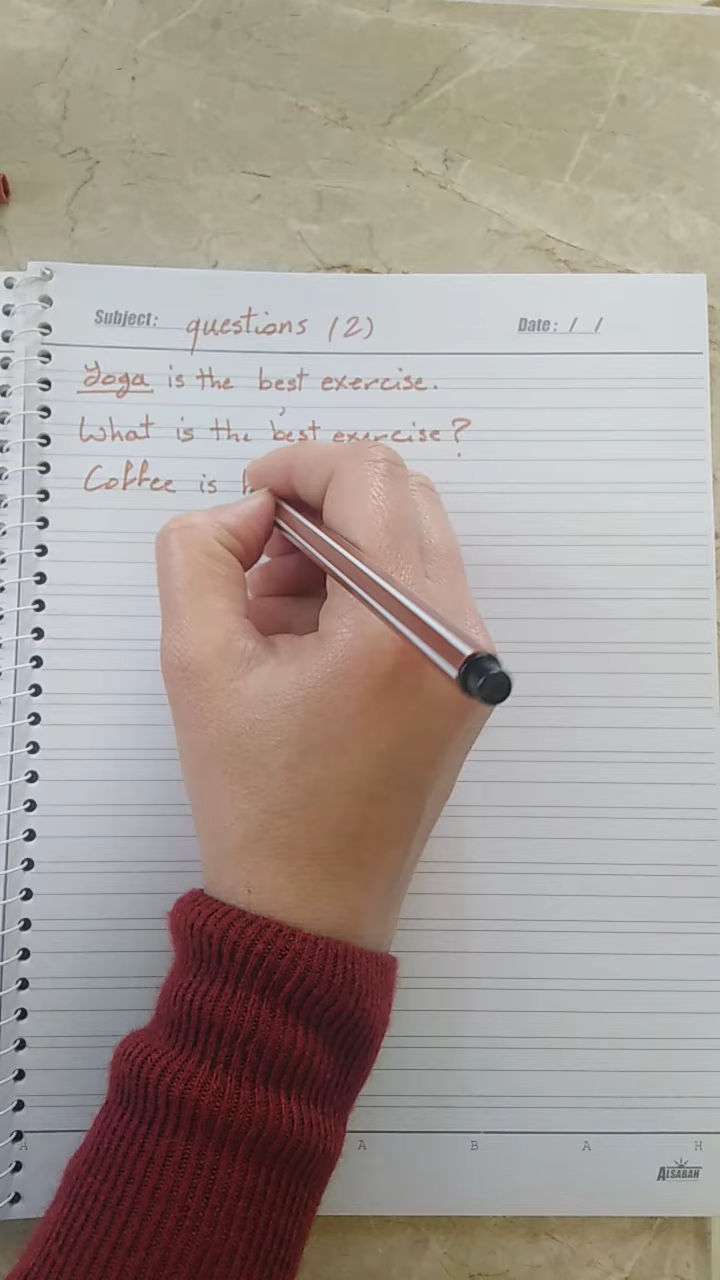 Subject: questions (2) Date: / /
Yoga is the best exercise.
What is the best exercise?
Coffee is
A A B A H
ALSABAH